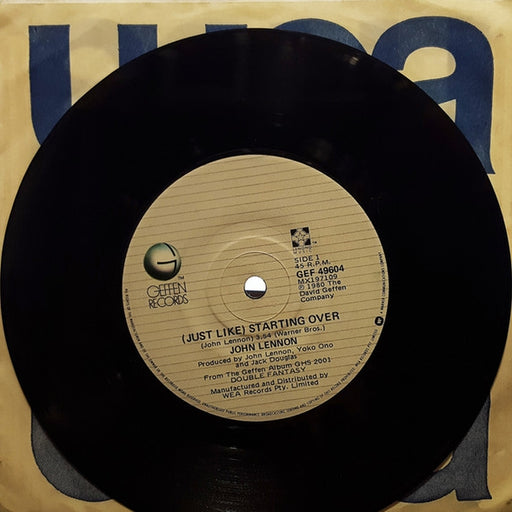 wea
GEFFEN
RECORDS
TM
SIDE 1
45 R.P.M.
GEF 49604
MX197109
℗ 1980 The
David Geffen
Company
(JUST LIKE) STARTING OVER
(John Lennon) 3:54 (Warner Bros.)
JOHN LENNON
Produced by John Lennon, Yoko Ono
and Jack Douglas
From The Geffen Album GHS 2001
DOUBLE FANTASY
Manufactured and Distributed by
WEA Records Pty. Limited